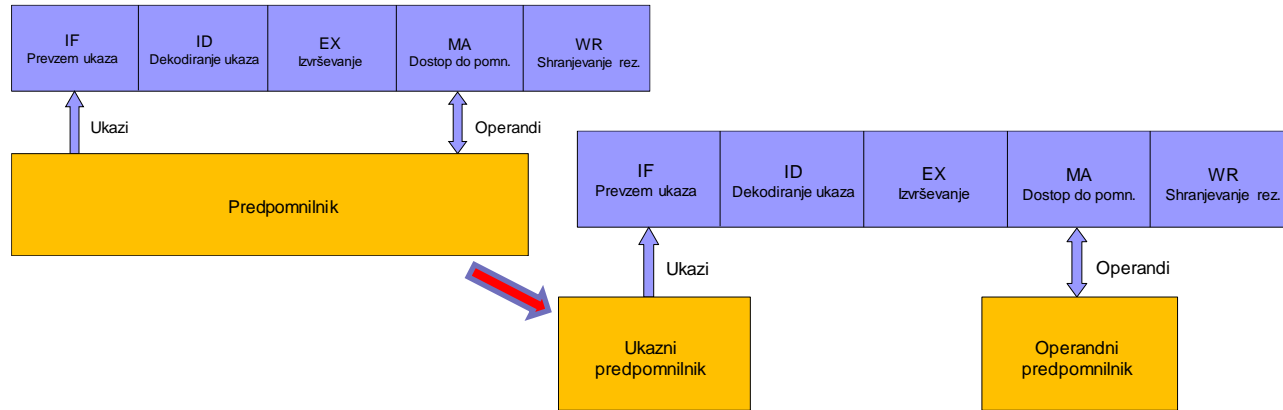 IF
Prevzem ukaza
ID
Dekodiranje ukaza
EX
Izvrševanje
MA
Dostop do pomn.
WR
Shranjevanje rez.
Ukazi
Operandi
Predpomnilnik
IF
Prevzem ukaza
ID
Dekodiranje ukaza
EX
Izvrševanje
MA
Dostop do pomn.
WR
Shranjevanje rez.
Ukazi
Operandi
Ukazni
predpomnilnik
Operandni
predpomnilnik